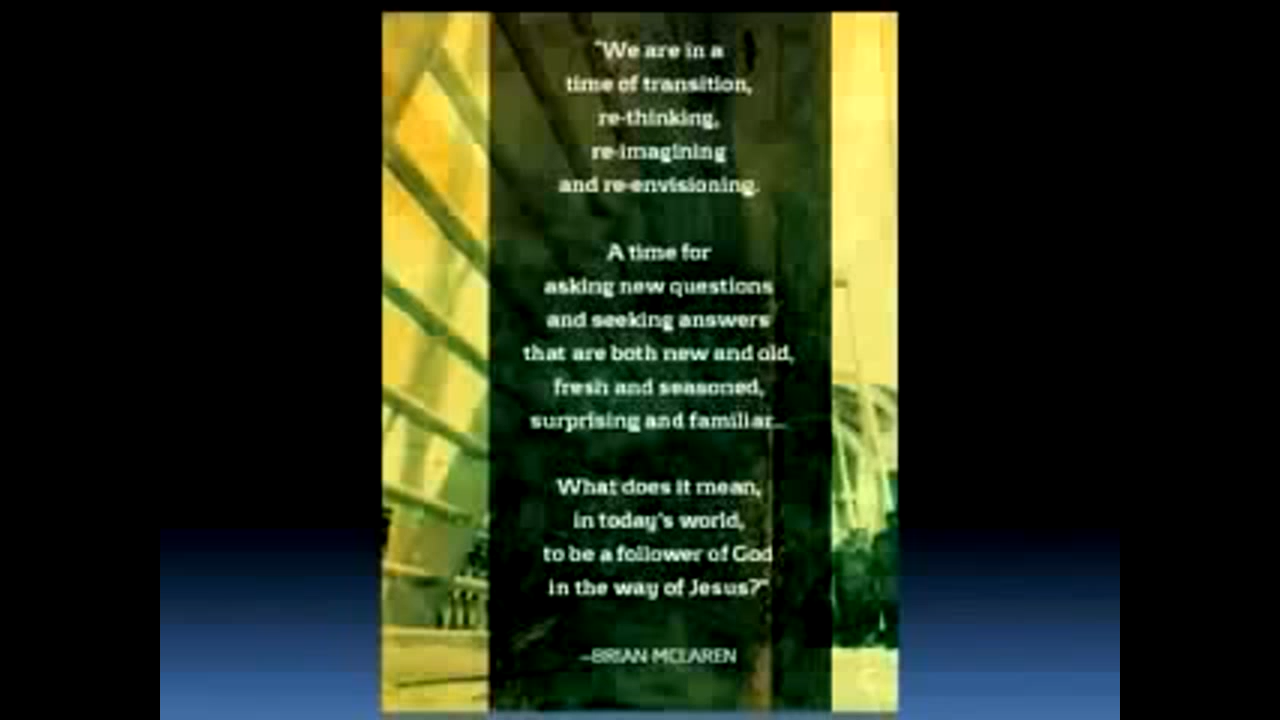 "We are in a
time of transition,
re-thinking,
re-imagining
and re-envisioning.
A time for
asking new questions
and seeking answers
that are both new and old,
fresh and seasoned,
surprising and familiar...
What does it mean,
in today's world,
to be a follower of God
in the way of Jesus?"
–BRIAN MCLAREN